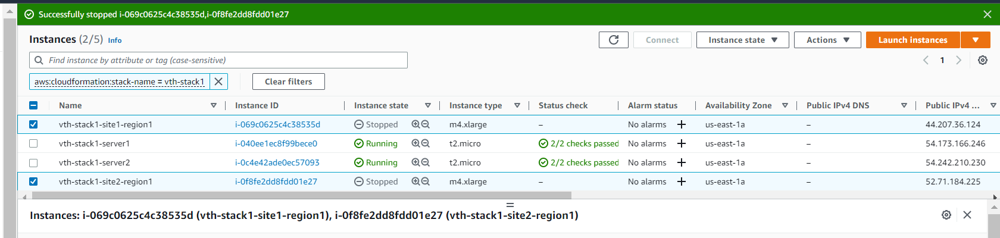 Successfully stopped i-069c0625c4c38535d,i-0f8fe2dd8fdd01e27
Instances (2/5) Info
Connect Instance state Actions Launch instances
Find instance by attribute or tag (case-sensitive)
1
aws:cloudformation:stack-name = vth-stack1
Clear filters
Name Instance ID Instance state Instance type Status check Alarm status Availability Zone Public IPv4 DNS Public IPv4 ...
vth-stack1-site1-region1 i-069c0625c4c38535d Stopped m4.xlarge – No alarms + us-east-1a – 44.207.36.124
vth-stack1-server1 i-040ee1ec8f99bece0 Running t2.micro 2/2 checks passed No alarms + us-east-1a – 54.173.166.246
vth-stack1-server2 i-0c4e42ade0ec57093 Running t2.micro 2/2 checks passed No alarms + us-east-1a – 54.242.210.230
vth-stack1-site2-region1 i-0f8fe2dd8fdd01e27 Stopped m4.xlarge – No alarms + us-east-1a – 52.71.184.225
Instances: i-069c0625c4c38535d (vth-stack1-site1-region1), i-0f8fe2dd8fdd01e27 (vth-stack1-site2-region1)